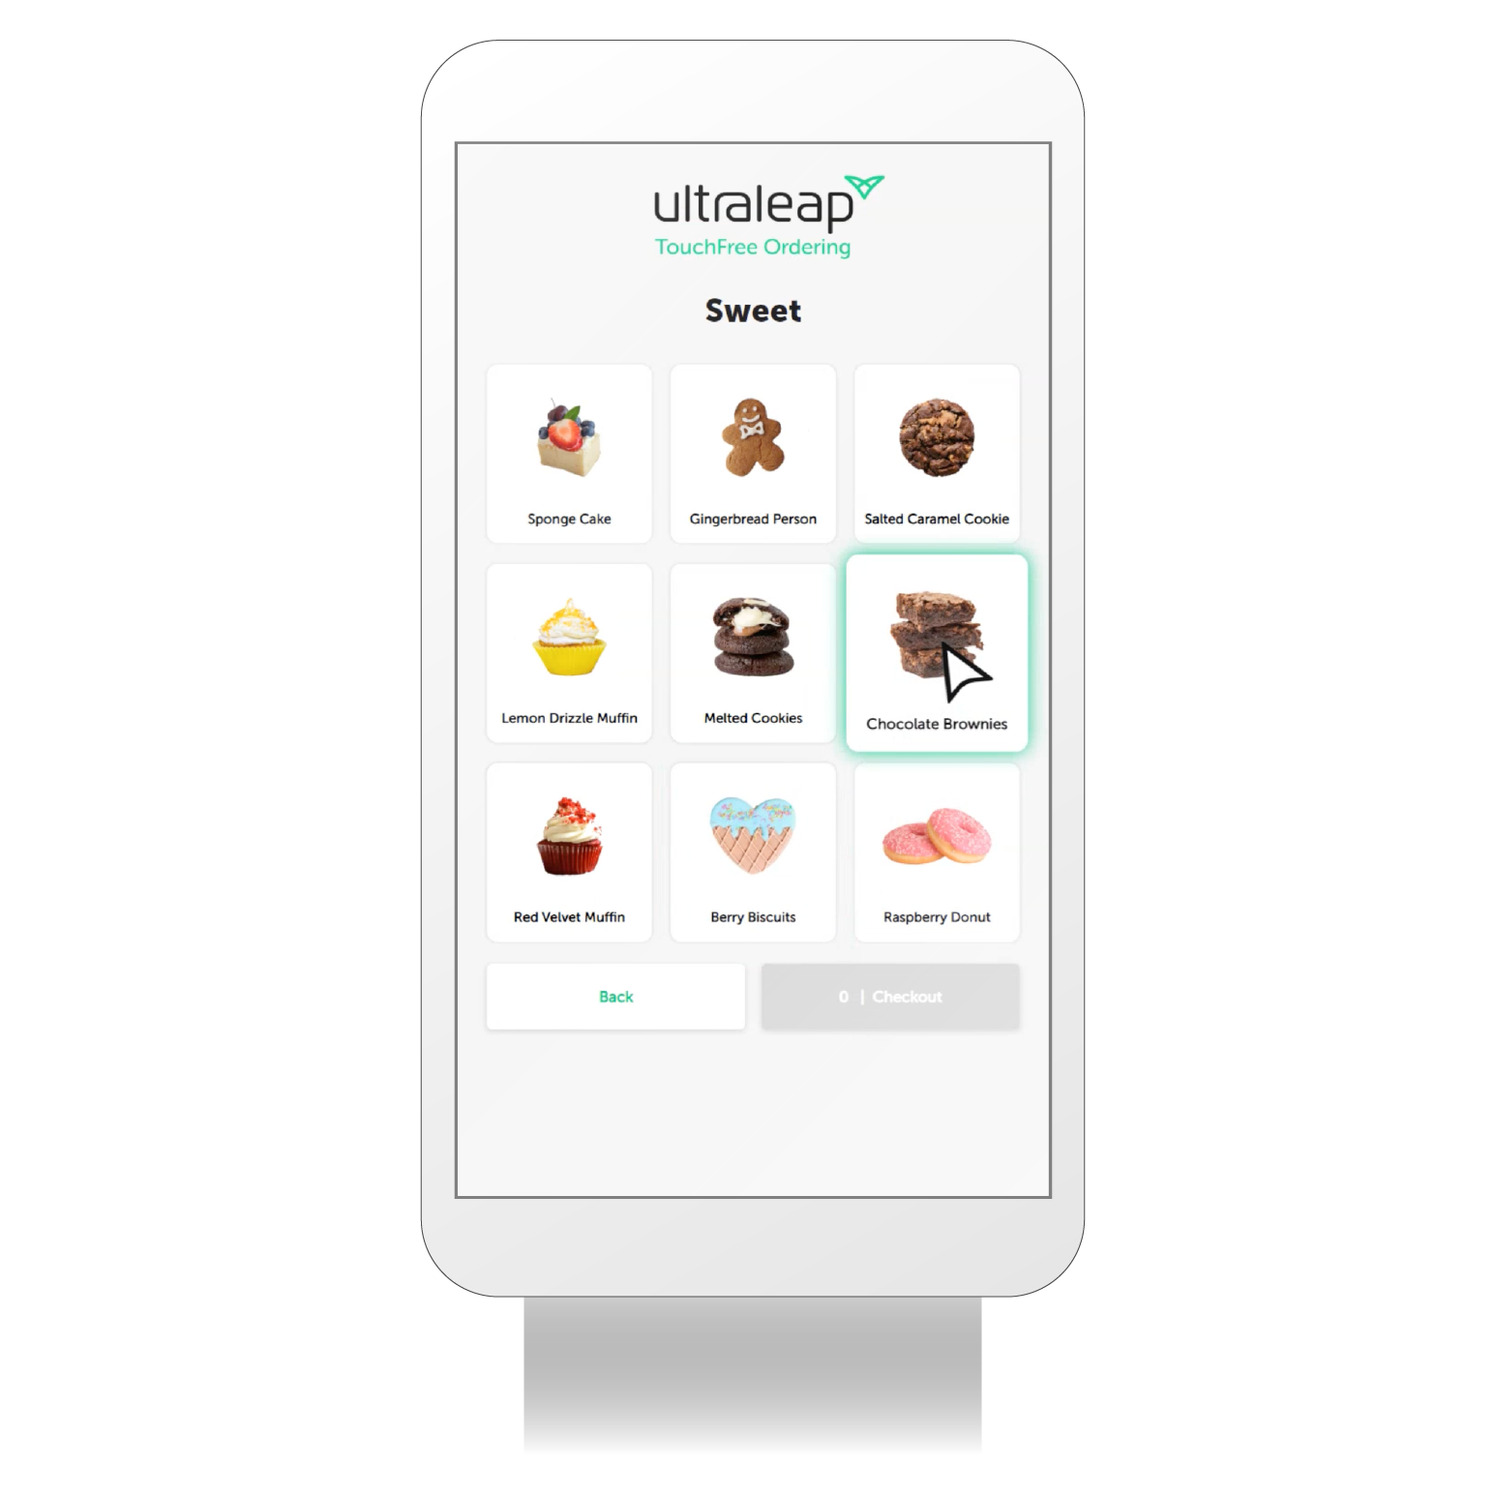 ultraleap
TouchFree Ordering
Sweet
Sponge Cake
Gingerbread Person
Salted Caramel Cookie
Lemon Drizzle Muffin
Melted Cookies
Chocolate Brownies
Red Velvet Muffin
Berry Biscuits
Raspberry Donut
Back
0 | Checkout